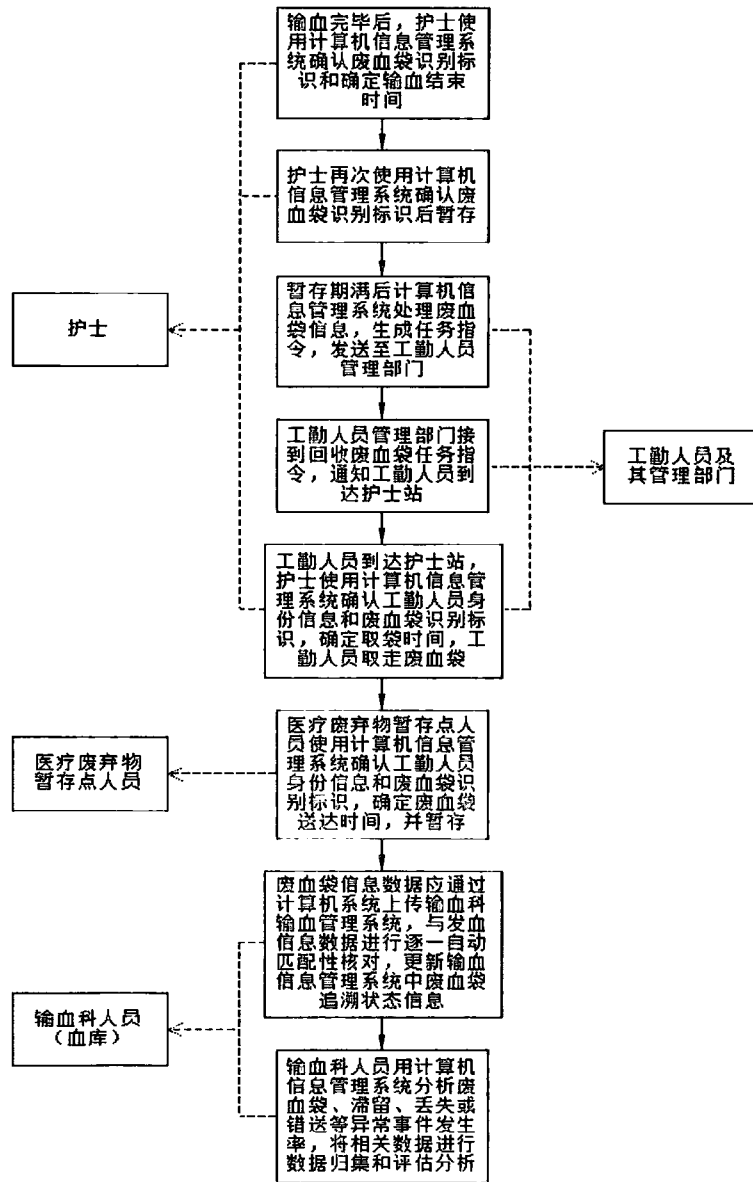 输血完毕后，护士使
用计算机信息管理系
统确认废血袋识别标
识和确定输血结束
时间
护士再次使用计算机
信息管理系统确认废
血袋识别标识后暂存
暂存期满后计算机信
息管理系统处理废血
袋信息，生成任务指
令，发送至工勤人员
管理部门
护士
工勤人员管理部门接
到回收废血袋任务指
令，通知工勤人员到
达护士站
工勤人员及
其管理部门
工勤人员到达护士站，
护士使用计算机信息管
理系统确认工勤人员身
份信息和废血袋识别标
识，确定取袋时间，工
勤人员取走废血袋
医疗废弃物暂存点人
员使用计算机信息管
理系统确认工勤人员
身份信息和废血袋识
别标识，确定废血袋
送达时间，并暂存
医疗废弃物
暂存点人员
废血袋信息数据应通过
计算机系统上传输血科
输血管理系统，与发血
信息数据进行逐一自动
匹配性核对，更新输血
信息管理系统中废血袋
追溯状态信息
输血科人员
（血库）
输血科人员用计算机
信息管理系统分析废
血袋、滞留、丢失或
错送等异常事件发生
率，将相关数据进行
数据归集和评估分析